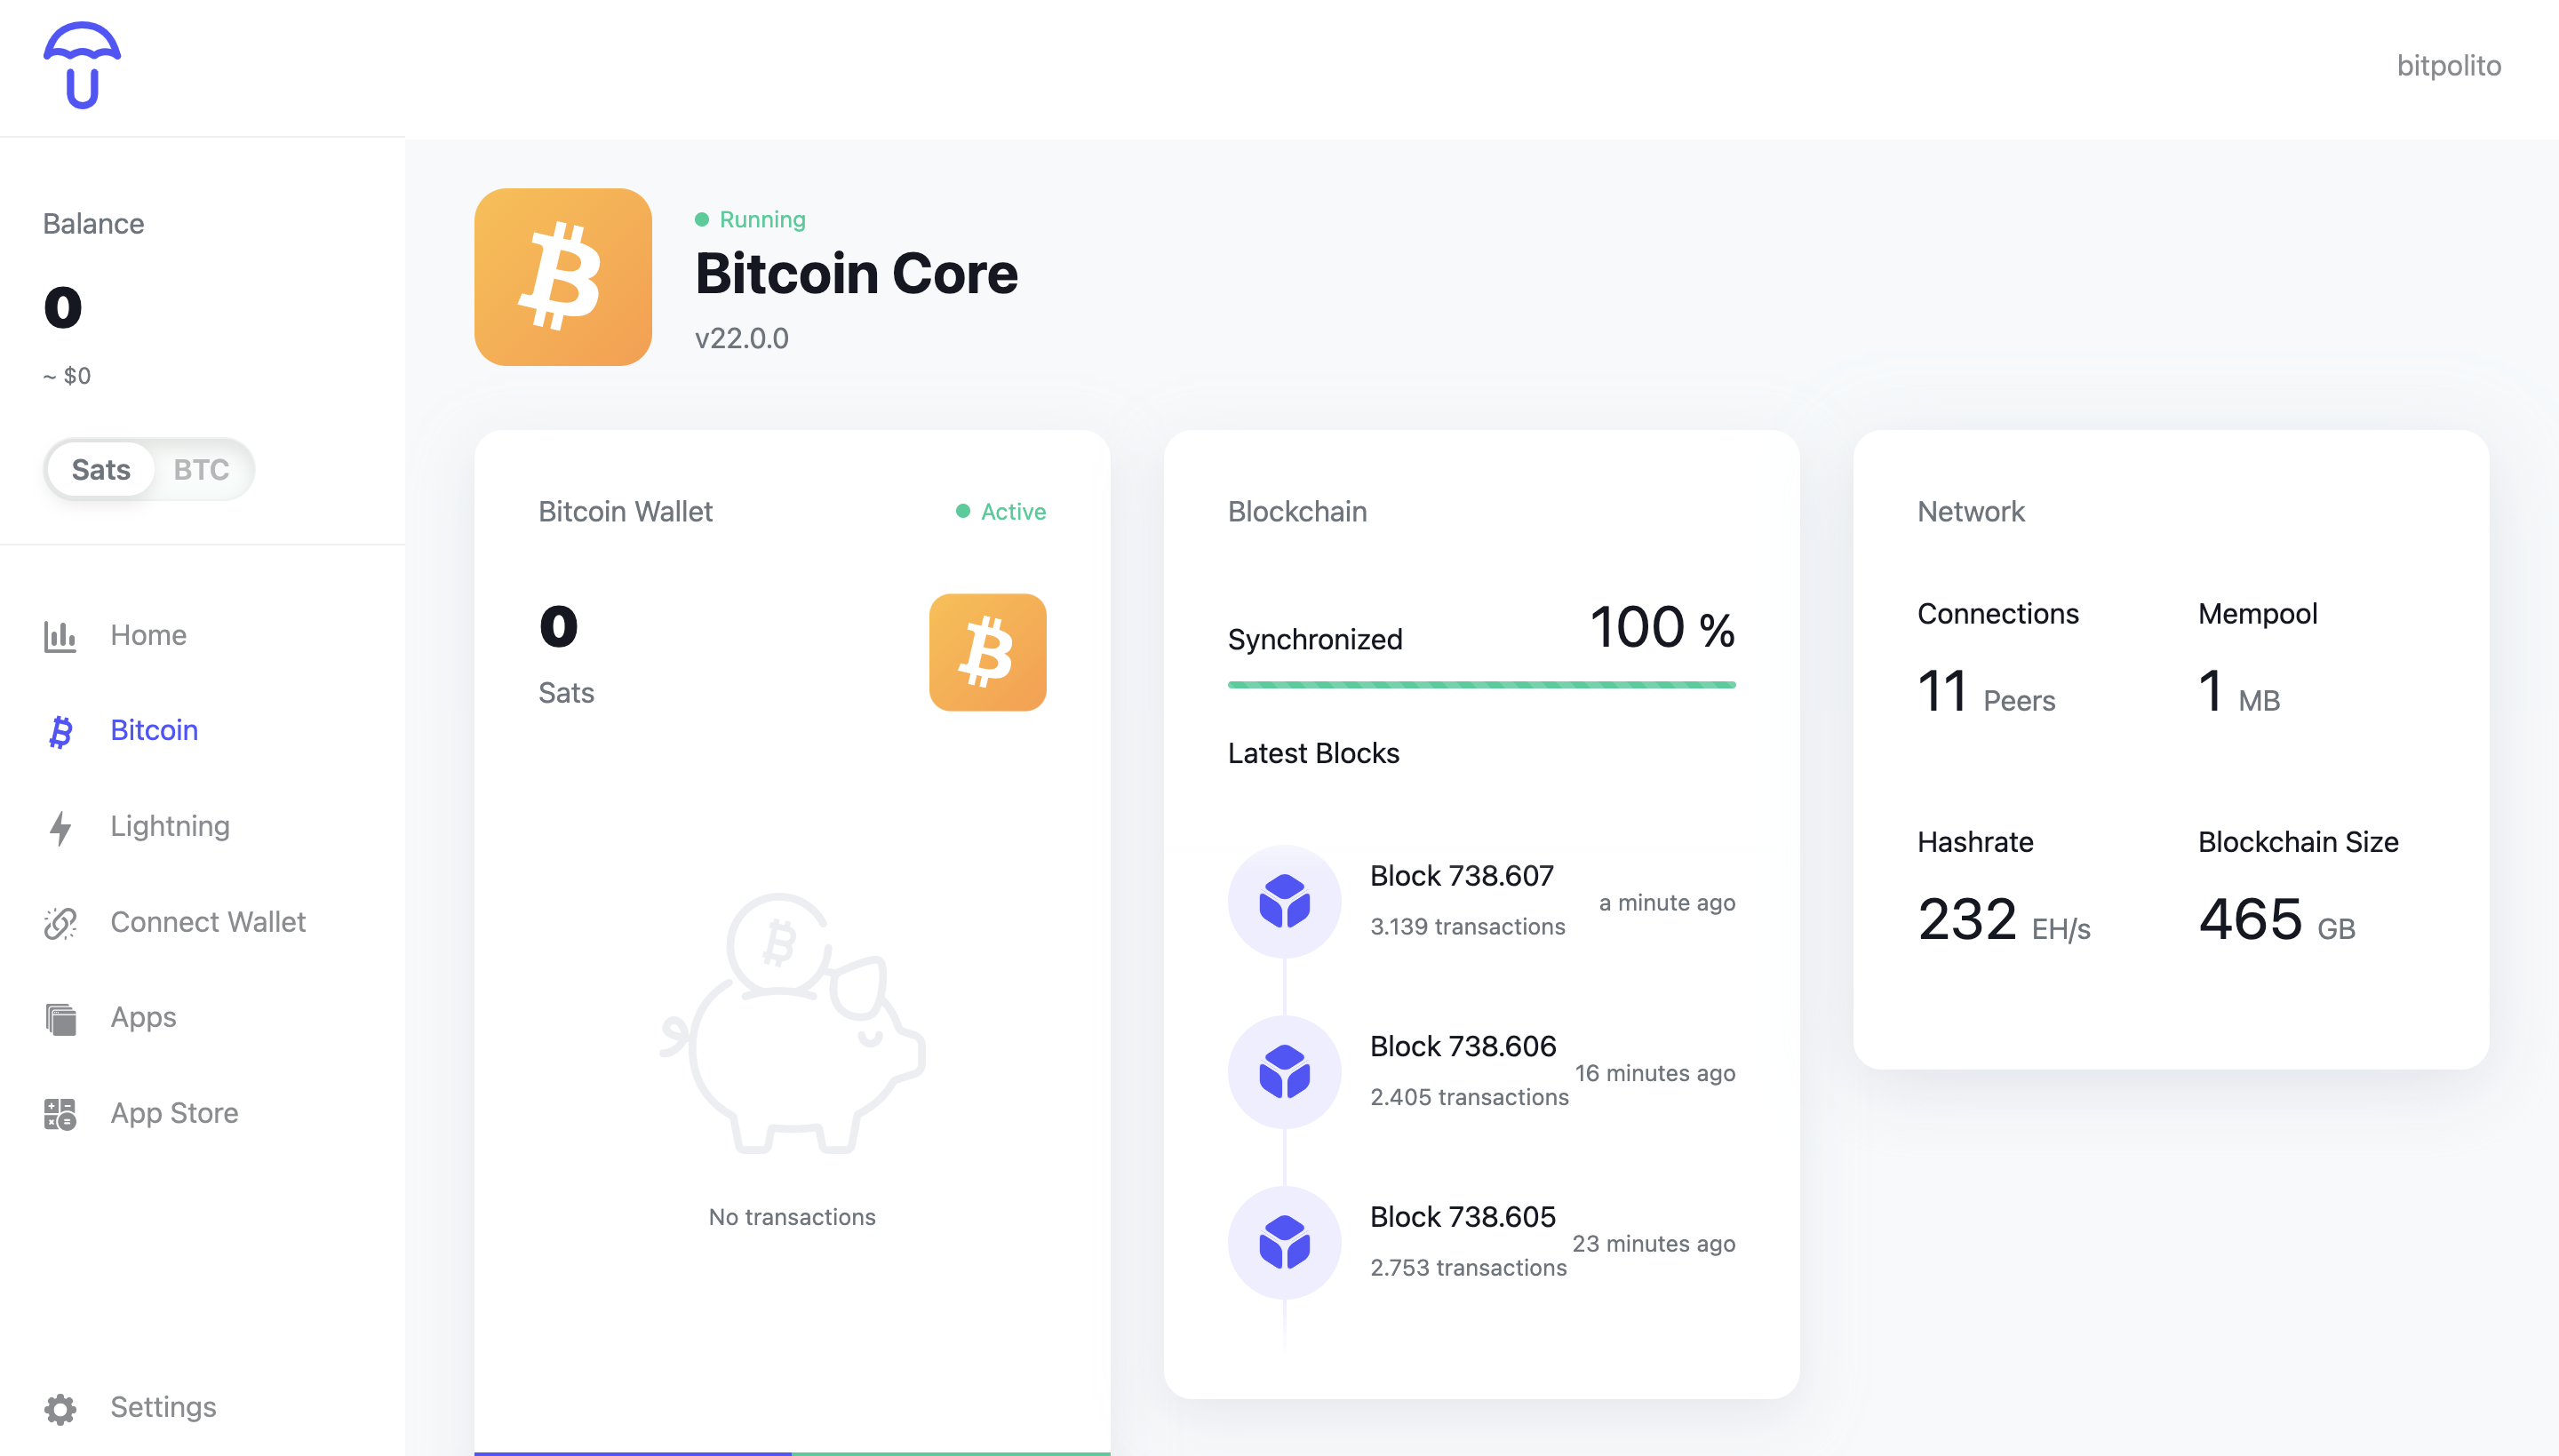 bitpolito
Balance
0
~ $0
Sats BTC
Home
Bitcoin
Lightning
Connect Wallet
Apps
App Store
Settings
Running
Bitcoin Core
v22.0.0
Bitcoin Wallet
Active
0
Sats
No transactions
Blockchain
Synchronized 100 %
Latest Blocks
Block 738.607
3.139 transactions
a minute ago
Block 738.606
2.405 transactions
16 minutes ago
Block 738.605
2.753 transactions
23 minutes ago
Network
Connections
11 Peers
Mempool
1 MB
Hashrate
232 EH/s
Blockchain Size
465 GB